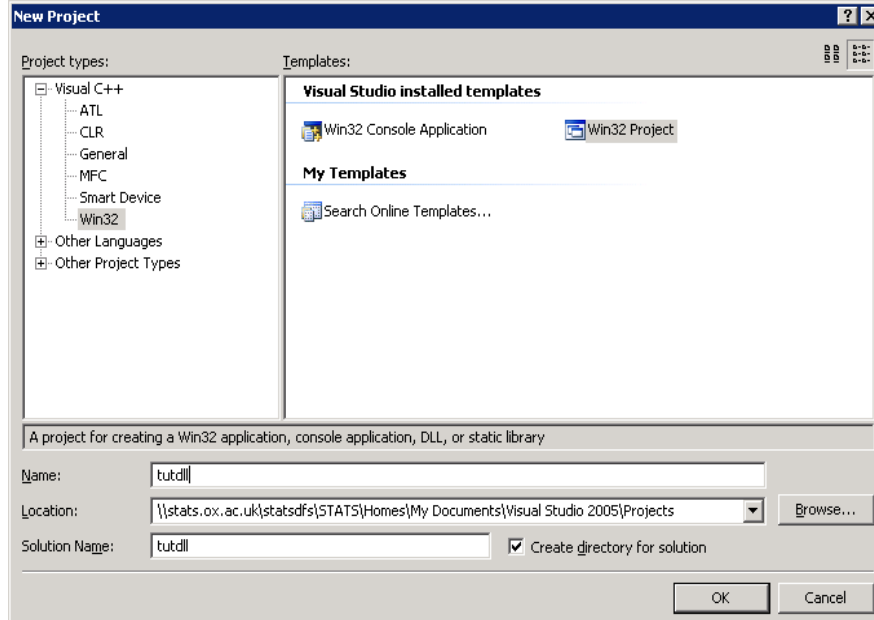 New Project
Project types:
Templates:
Visual C++
ATL
CLR
General
MFC
Smart Device
Win32
Other Languages
Other Project Types
Visual Studio installed templates
Win32 Console Application
Win32 Project
My Templates
Search Online Templates...
A project for creating a Win32 application, console application, DLL, or static library
Name:
tutdll
Location:
\\stats.ox.ac.uk\statsdfs\STATS\Homes\My Documents\Visual Studio 2005\Projects
Browse...
Solution Name:
tutdll
Create directory for solution
OK
Cancel